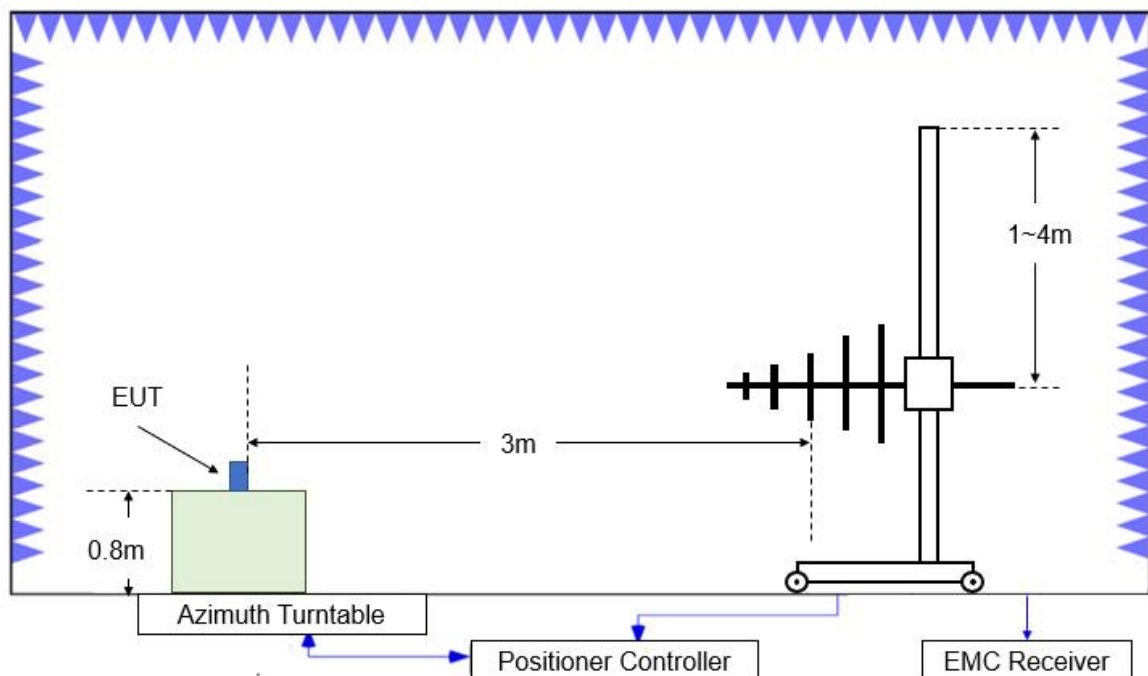 1~4m
EUT
3m
0.8m
Azimuth Turntable
Positioner Controller
EMC Receiver